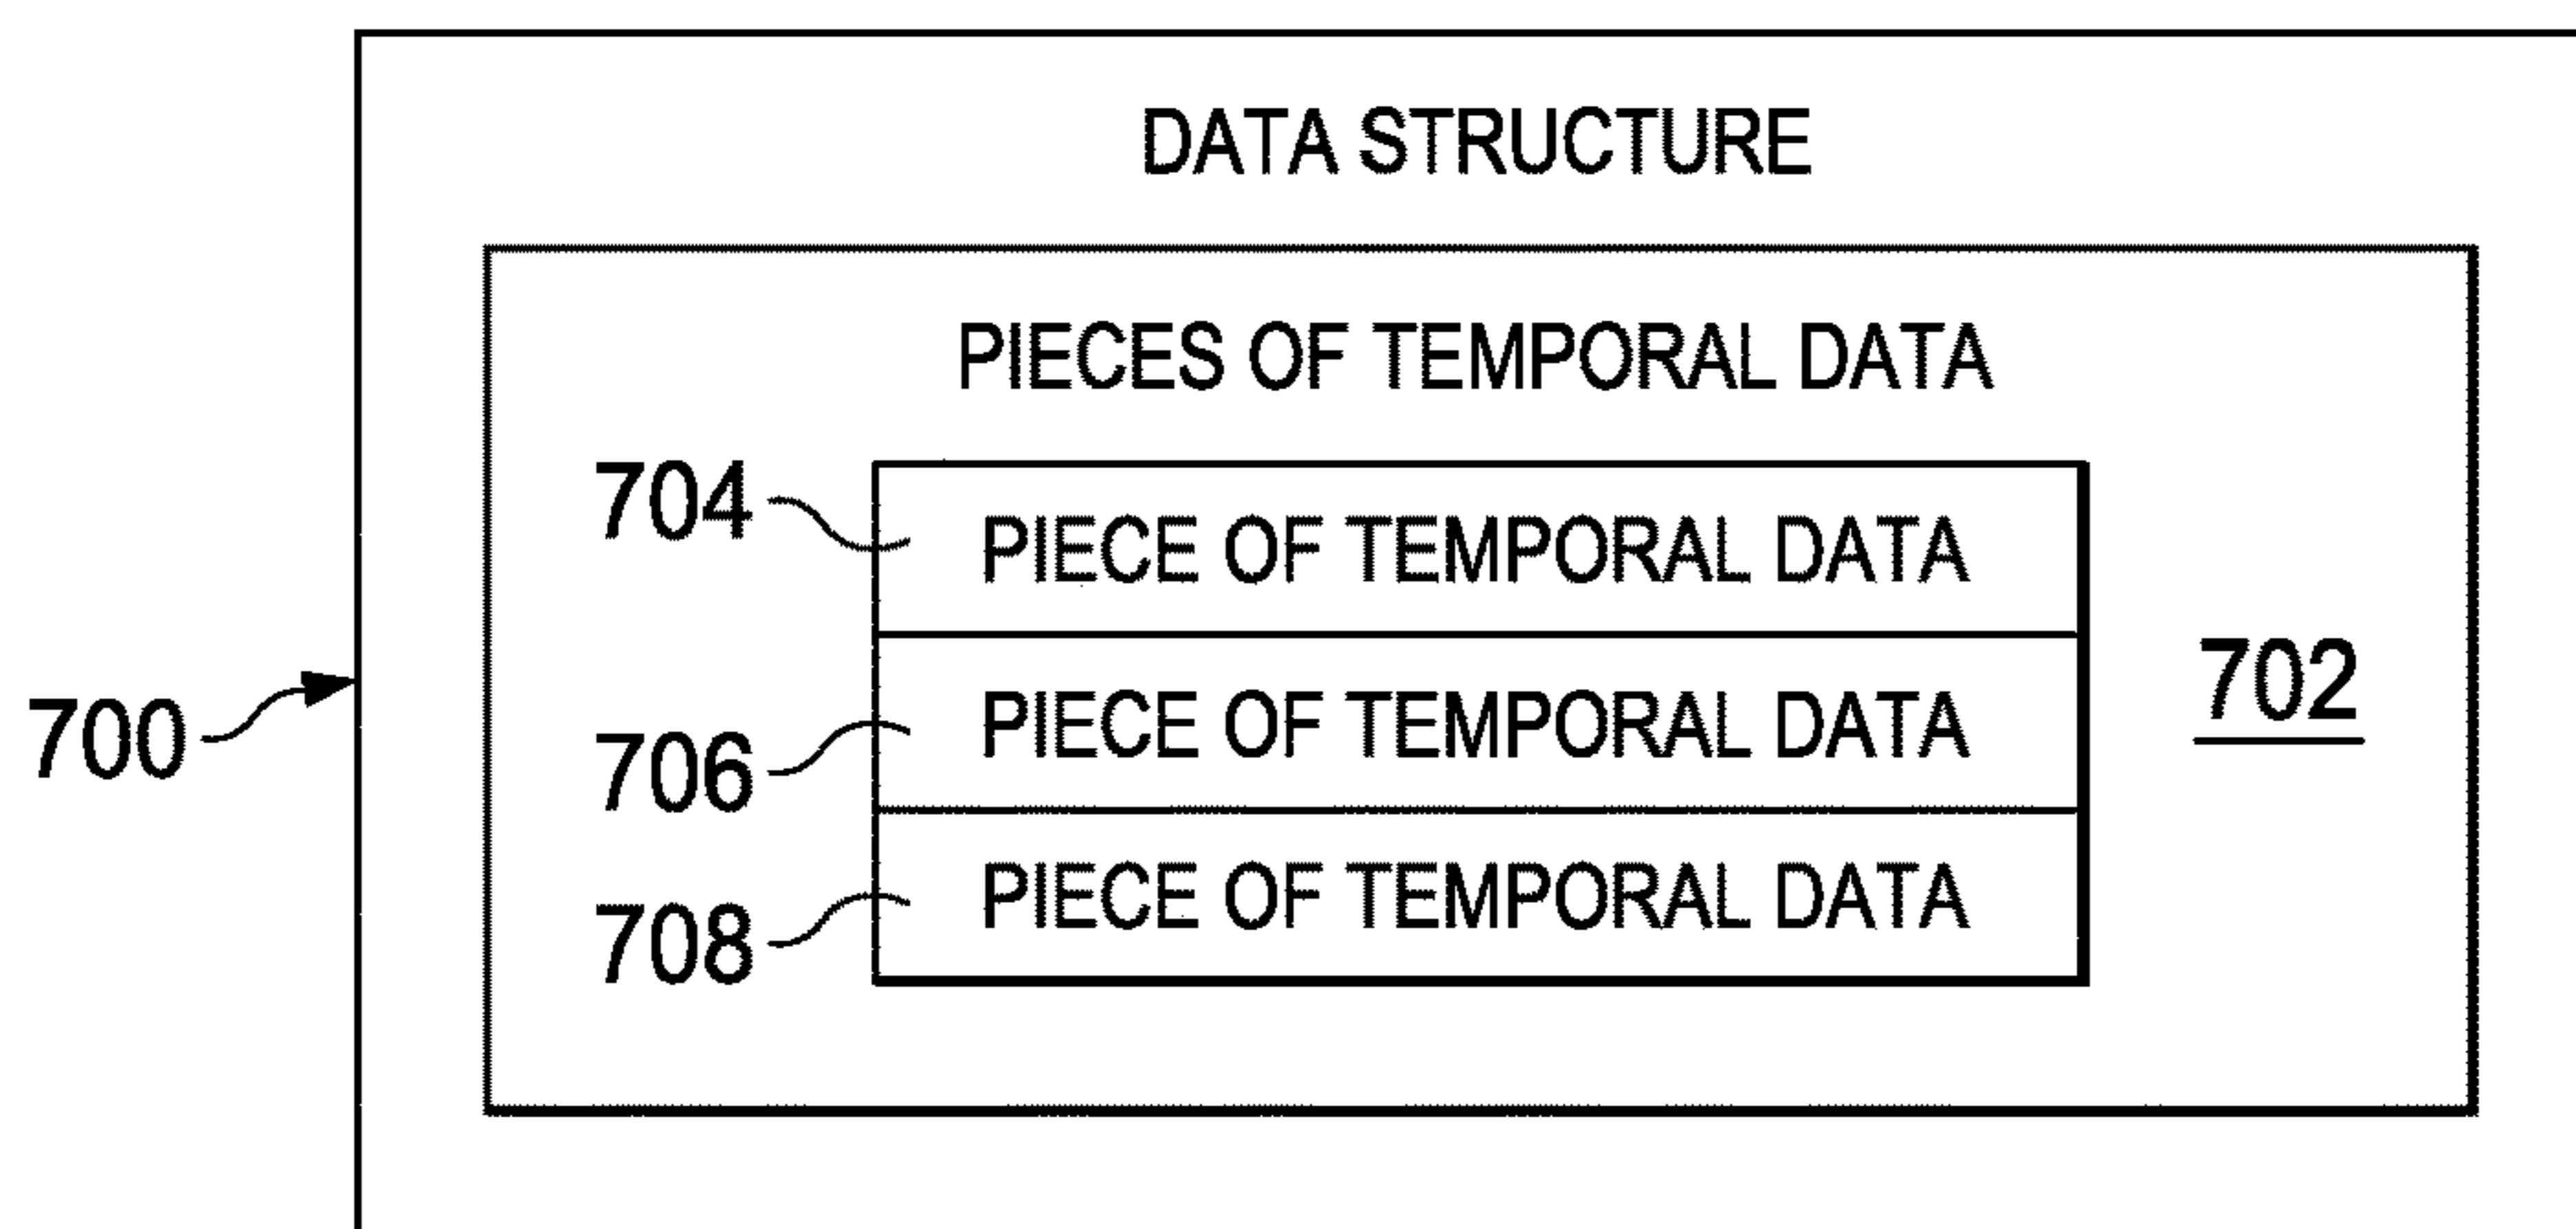 DATA STRUCTURE
PIECES OF TEMPORAL DATA
704 PIECE OF TEMPORAL DATA
700
706 PIECE OF TEMPORAL DATA
702
708 PIECE OF TEMPORAL DATA